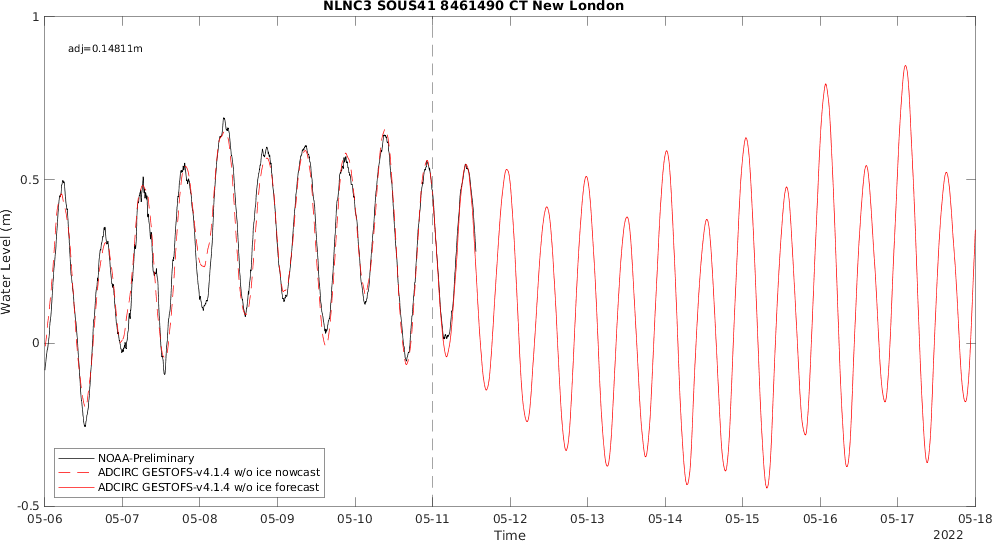 NLNC3 SOUS41 8461490 CT New London
adj=0.14811m
1
0.5
0
-0.5
Water Level (m)
NOAA-Preliminary
ADCIRC GESTOFS-v4.1.4 w/o ice nowcast
ADCIRC GESTOFS-v4.1.4 w/o ice forecast
05-06 05-07 05-08 05-09 05-10 05-11 05-12 05-13 05-14 05-15 05-16 05-17 05-18
Time
2022